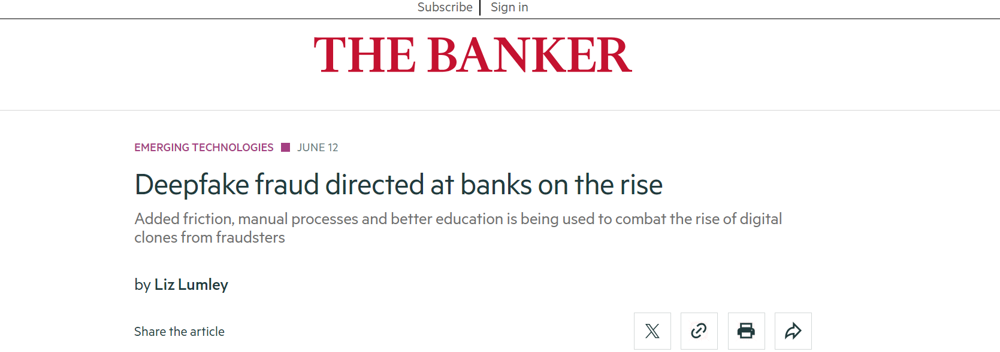 Subscribe | Sign in
THE BANKER
EMERGING TECHNOLOGIES ■ JUNE 12
Deepfake fraud directed at banks on the rise
Added friction, manual processes and better education is being used to combat the rise of digital
clones from fraudsters
by Liz Lumley
Share the article